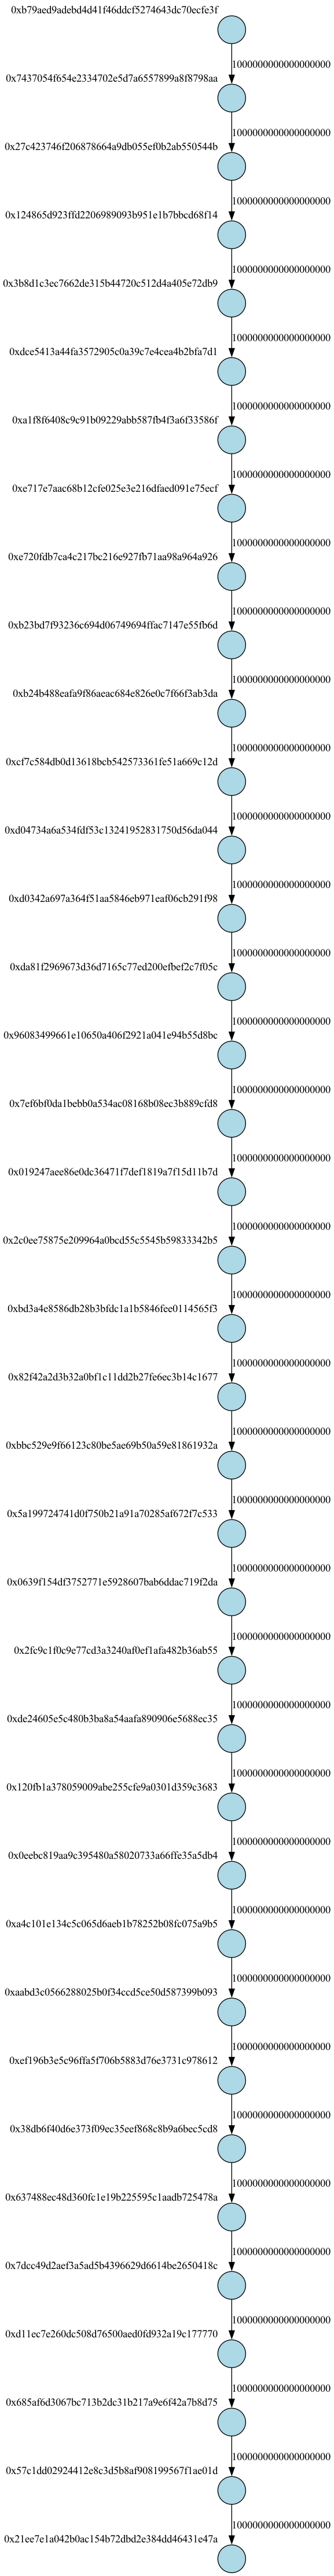 0xb79aed9adebd4d41f46ddcf5274643dc70ecfe3f
1000000000000000000
0x7437054f654e2334702e5d7a6557899a8f8798aa
1000000000000000000
0x27c423746f206878664a9db055ef0b2ab550544b
1000000000000000000
0x124865d923ffd2206989093b951e1b7bbcd68f14
1000000000000000000
0x3b8d1c3ec7662de315b44720c512d4a405e72db9
1000000000000000000
0xdce5413a44fa3572905c0a39c7e4cea4b2bfa7d1
1000000000000000000
0xa1f8f6408c9c91b09229abb587fb4f3a6f33586f
1000000000000000000
0xe717e7aac68b12cfe025e3e216dfaed091e75ecf
1000000000000000000
0xe720fdb7ca4c217bc216e927fb71aa98a964a926
1000000000000000000
0xb23bd7f93236c694d06749694ffac7147e55fb6d
1000000000000000000
0xb24b488eafa9f86aeac684e826e0c7f66f3ab3da
1000000000000000000
0xcf7c584db0d13618bcb542573361fe51a669c12d
1000000000000000000
0xd04734a6a534fdf53c13241952831750d56da044
1000000000000000000
0xd0342a697a364f51aa5846eb971eaf06cb291f98
1000000000000000000
0xda81f2969673d36d7165c77ed200efbef2c7f05c
1000000000000000000
0x96083499661e10650a406f2921a041e94b55d8bc
1000000000000000000
0x7ef6bf0da1bebb0a534ac08168b08ec3b889cfd8
1000000000000000000
0x019247aee86e0dc36471f7def1819a7f15d11b7d
1000000000000000000
0x2c0ee75875e209964a0bcd55c5545b59833342b5
1000000000000000000
0xbd3a4e8586db28b3bfdc1a1b5846fee0114565f3
1000000000000000000
0x82f42a2d3b32a0bf1c11dd2b27fe6ec3b14c1677
1000000000000000000
0xbbc529e9f66123c80be5ae69b50a59e81861932a
1000000000000000000
0x5a199724741d0f750b21a91a70285af672f7c533
1000000000000000000
0x0639f154df3752771e5928607bab6ddac719f2da
1000000000000000000
0x2fc9c1f0c9e77cd3a3240af0ef1afa482b36ab55
1000000000000000000
0xde24605e5c480b3ba8a54aafa890906e5688ec35
1000000000000000000
0x120fb1a378059009abe255cfe9a0301d359c3683
1000000000000000000
0x0eebc819aa9c395480a58020733a66ffe35a5db4
1000000000000000000
0xa4c101e134c5c065d6aeb1b78252b08fc075a9b5
1000000000000000000
0xaabd3c0566288025b0f34ccd5ce50d587399b093
1000000000000000000
0xef196b3e5c96ffa5f706b5883d76e3731c978612
1000000000000000000
0x38db6f40d6e373f09ec35eef868c8b9a6bec5cd8
1000000000000000000
0x637488ec48d360fc1e19b225595c1aadb725478a
1000000000000000000
0x7dcc49d2aef3a5ad5b4396629d6614be2650418c
1000000000000000000
0xd11ec7e260dc508d76500aed0fd932a19c177770
1000000000000000000
0x685af6d3067bc713b2dc31b217a9e6f42a7b8d75
1000000000000000000
0x57c1dd02924412e8c3d5b8af908199567f1ae01d
1000000000000000000
0x21ee7e1a042b0ac154b72dbd2e384dd46431e47a